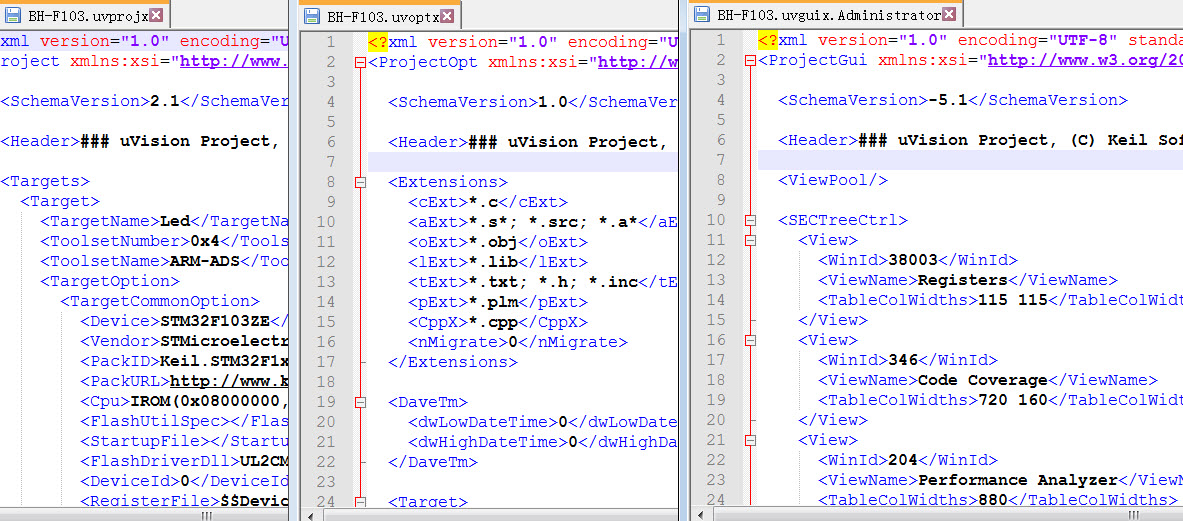 BH-F103.uvprojx
xml version="1.0" encoding="U
roject xmlns:xsi="http://www.
<SchemaVersion>2.1</SchemaVer
<Header>### uVision Project,
<Targets>
<Target>
<TargetName>Led</TargetNa
<ToolsetNumber>0x4</Tools
<ToolsetName>ARM-ADS</Too
<TargetOption>
<TargetCommonOption>
<Device>STM32F103ZE</
<Vendor>STMicroelectr
<PackID>Keil.STM32F1x
<PackURL>http://www.k
<Cpu>IROM(0x08000000,
<FlashUtilSpec></Flas
<StartupFile></Startu
<FlashDriverDll>UL2CM
<DeviceId>0</DeviceId
<RegisterFile>$$Devic
BH-F103.uvoptx
1 <?xml version="1.0" encoding="U
2 <ProjectOpt xmlns:xsi="http://w
3
4 <SchemaVersion>1.0</SchemaVer
5
6 <Header>### uVision Project,
7
8 <Extensions>
9 <cExt>*.c</cExt>
10 <aExt>*.s*; *.src; *.a*</aE
11 <oExt>*.obj</oExt>
12 <lExt>*.lib</lExt>
13 <tExt>*.txt; *.h; *.inc</tE
14 <pExt>*.plm</pExt>
15 <CppX>*.cpp</CppX>
16 <nMigrate>0</nMigrate>
17 </Extensions>
18
19 <DaveTm>
20 <dwLowDateTime>0</dwLowDate
21 <dwHighDateTime>0</dwHighDa
22 </DaveTm>
23
24 <Target>
BH-F103.uvguix.Administrator
1 <?xml version="1.0" encoding="UTF-8" standa
2 <ProjectGui xmlns:xsi="http://www.w3.org/20
3
4 <SchemaVersion>-5.1</SchemaVersion>
5
6 <Header>### uVision Project, (C) Keil Sof
7
8 <ViewPool/>
9
10 <SECTreeCtrl>
11 <View>
12 <WinId>38003</WinId>
13 <ViewName>Registers</ViewName>
14 <TableColWidths>115 115</TableColWidt
15 </View>
16 <View>
17 <WinId>346</WinId>
18 <ViewName>Code Coverage</ViewName>
19 <TableColWidths>720 160</TableColWidt
20 </View>
21 <View>
22 <WinId>204</WinId>
23 <ViewName>Performance Analyzer</ViewN
24 <TableColWidths>880</TableColWidths>